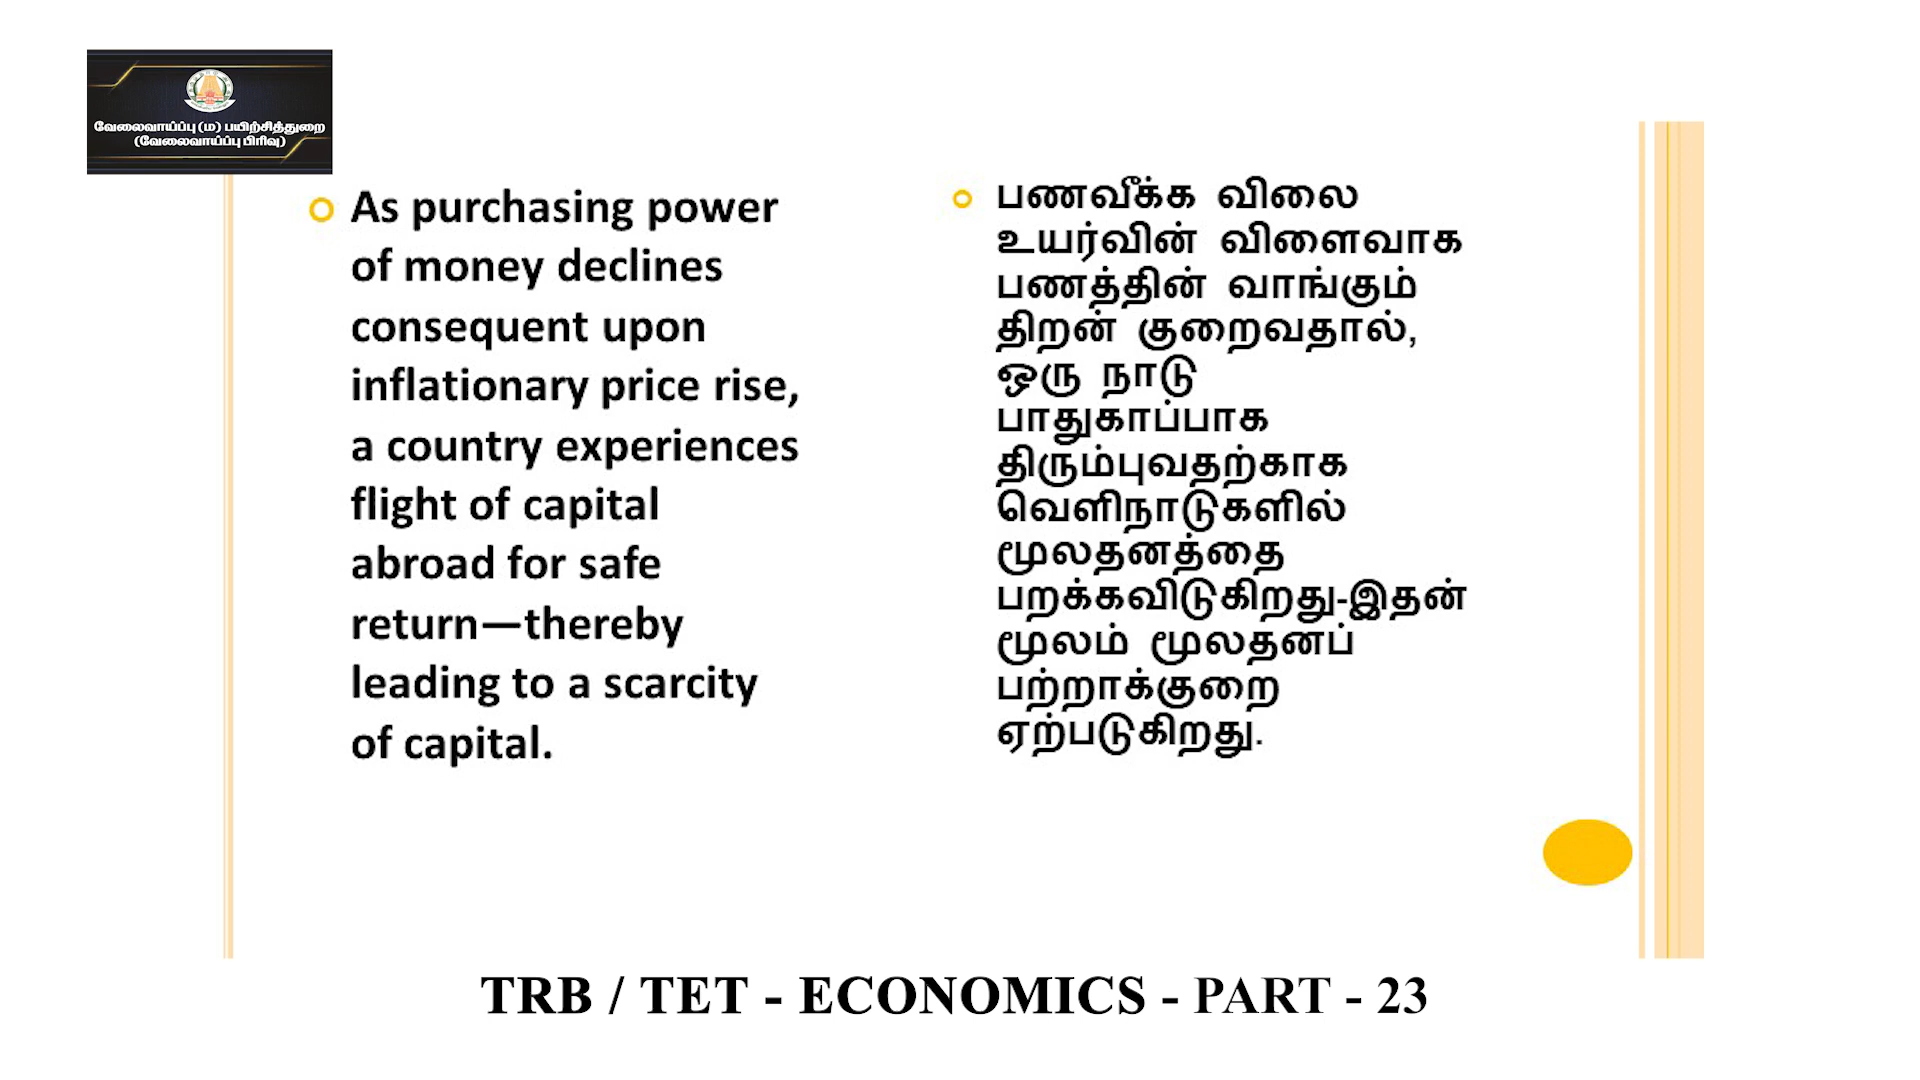 வேலைவாய்ப்பு (ம) பயிற்சித்துறை
(வேலைவாய்ப்பு பிரிவு)
As purchasing power
of money declines
consequent upon
inflationary price rise,
a country experiences
flight of capital
abroad for safe
return—thereby
leading to a scarcity
of capital.
பணவீக்க விலை
உயர்வின் விளைவாக
பணத்தின் வாங்கும்
திறன் குறைவதால்,
ஒரு நாடு
பாதுகாப்பாக
திரும்புவதற்காக
வெளிநாடுகளில்
மூலதனத்தை
பறக்கவிடுகிறது-இதன்
மூலம் மூலதனப்
பற்றாக்குறை
ஏற்படுகிறது.
TRB / TET - ECONOMICS - PART - 23